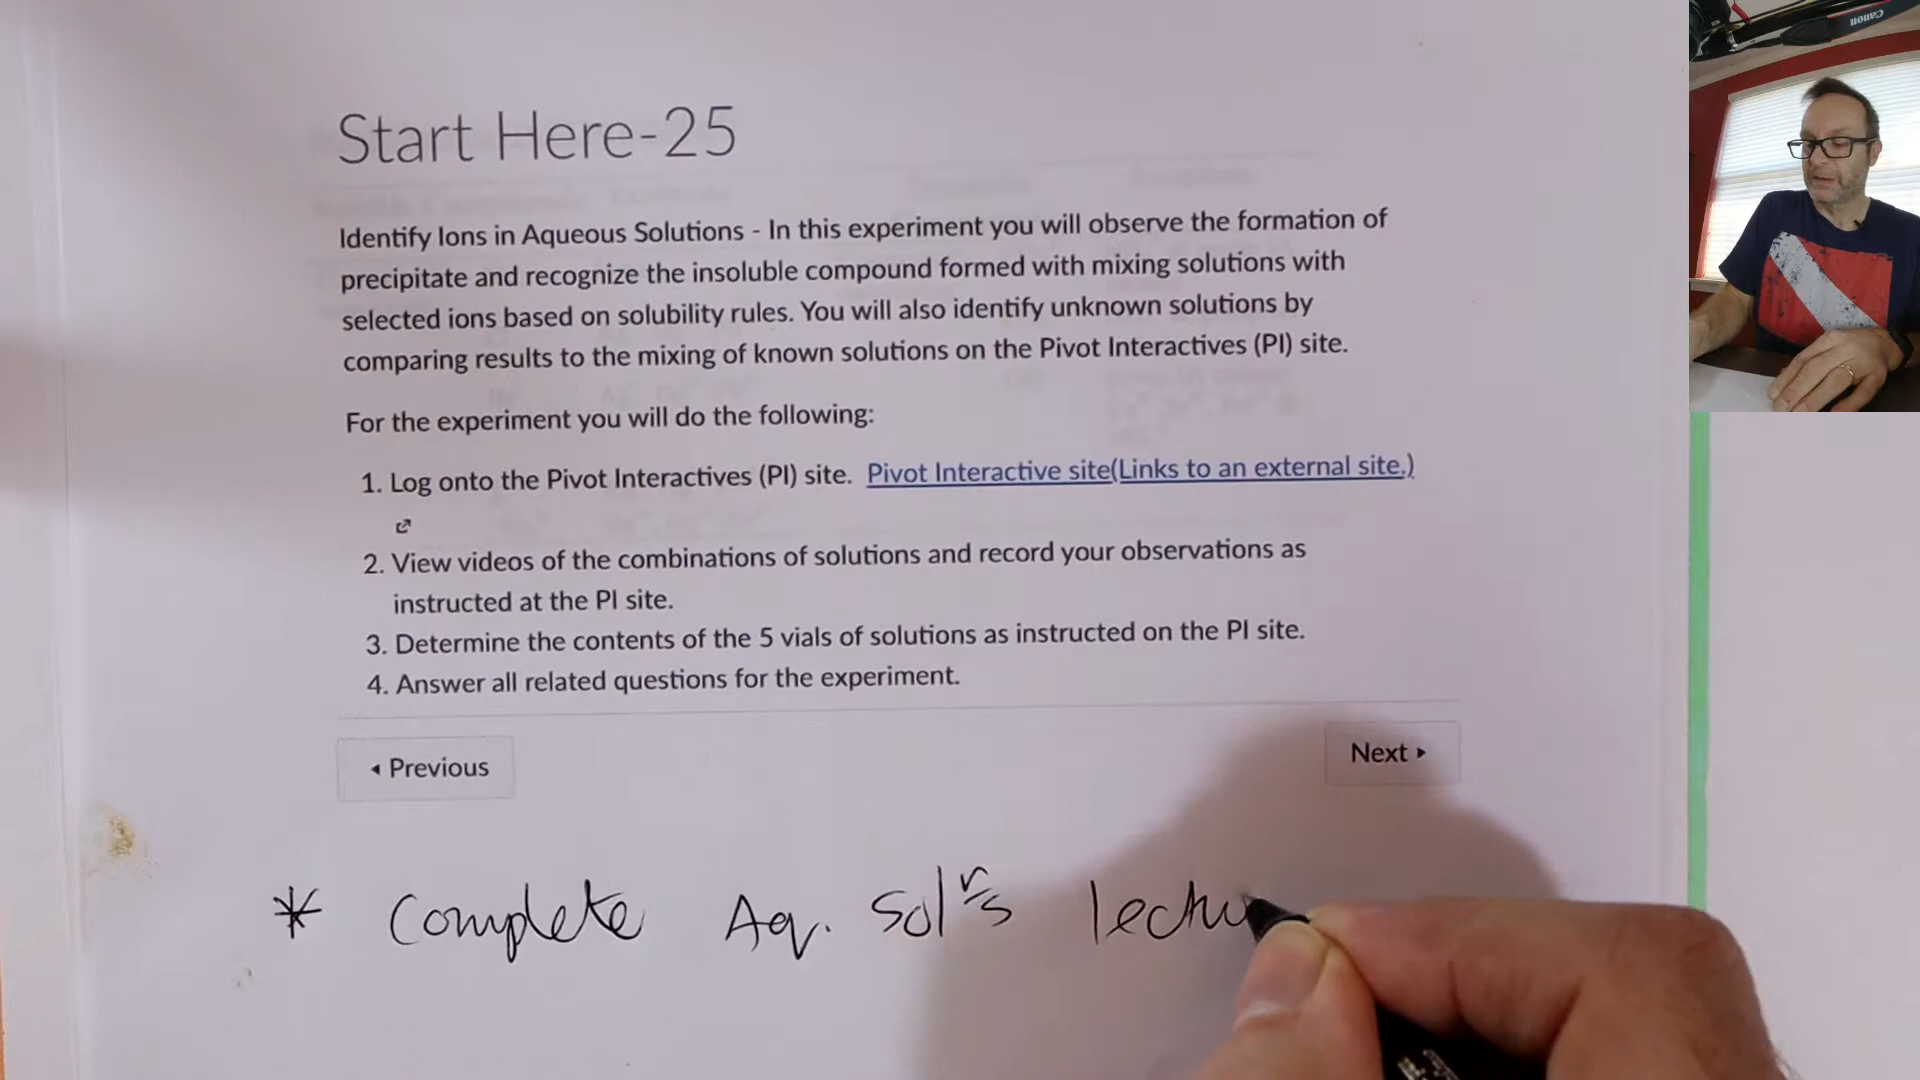 Start Here-25
Identify Ions in Aqueous Solutions - In this experiment you will observe the formation of
precipitate and recognize the insoluble compound formed with mixing solutions with
selected ions based on solubility rules. You will also identify unknown solutions by
comparing results to the mixing of known solutions on the Pivot Interactives (PI) site.
For the experiment you will do the following:
1. Log onto the Pivot Interactives (PI) site. Pivot Interactive site(Links to an external site.)
2. View videos of the combinations of solutions and record your observations as
instructed at the PI site.
3. Determine the contents of the 5 vials of solutions as instructed on the PI site.
4. Answer all related questions for the experiment.
◂ Previous
Next ▸
* Complete Aq. Solⁿs lectu
Canon